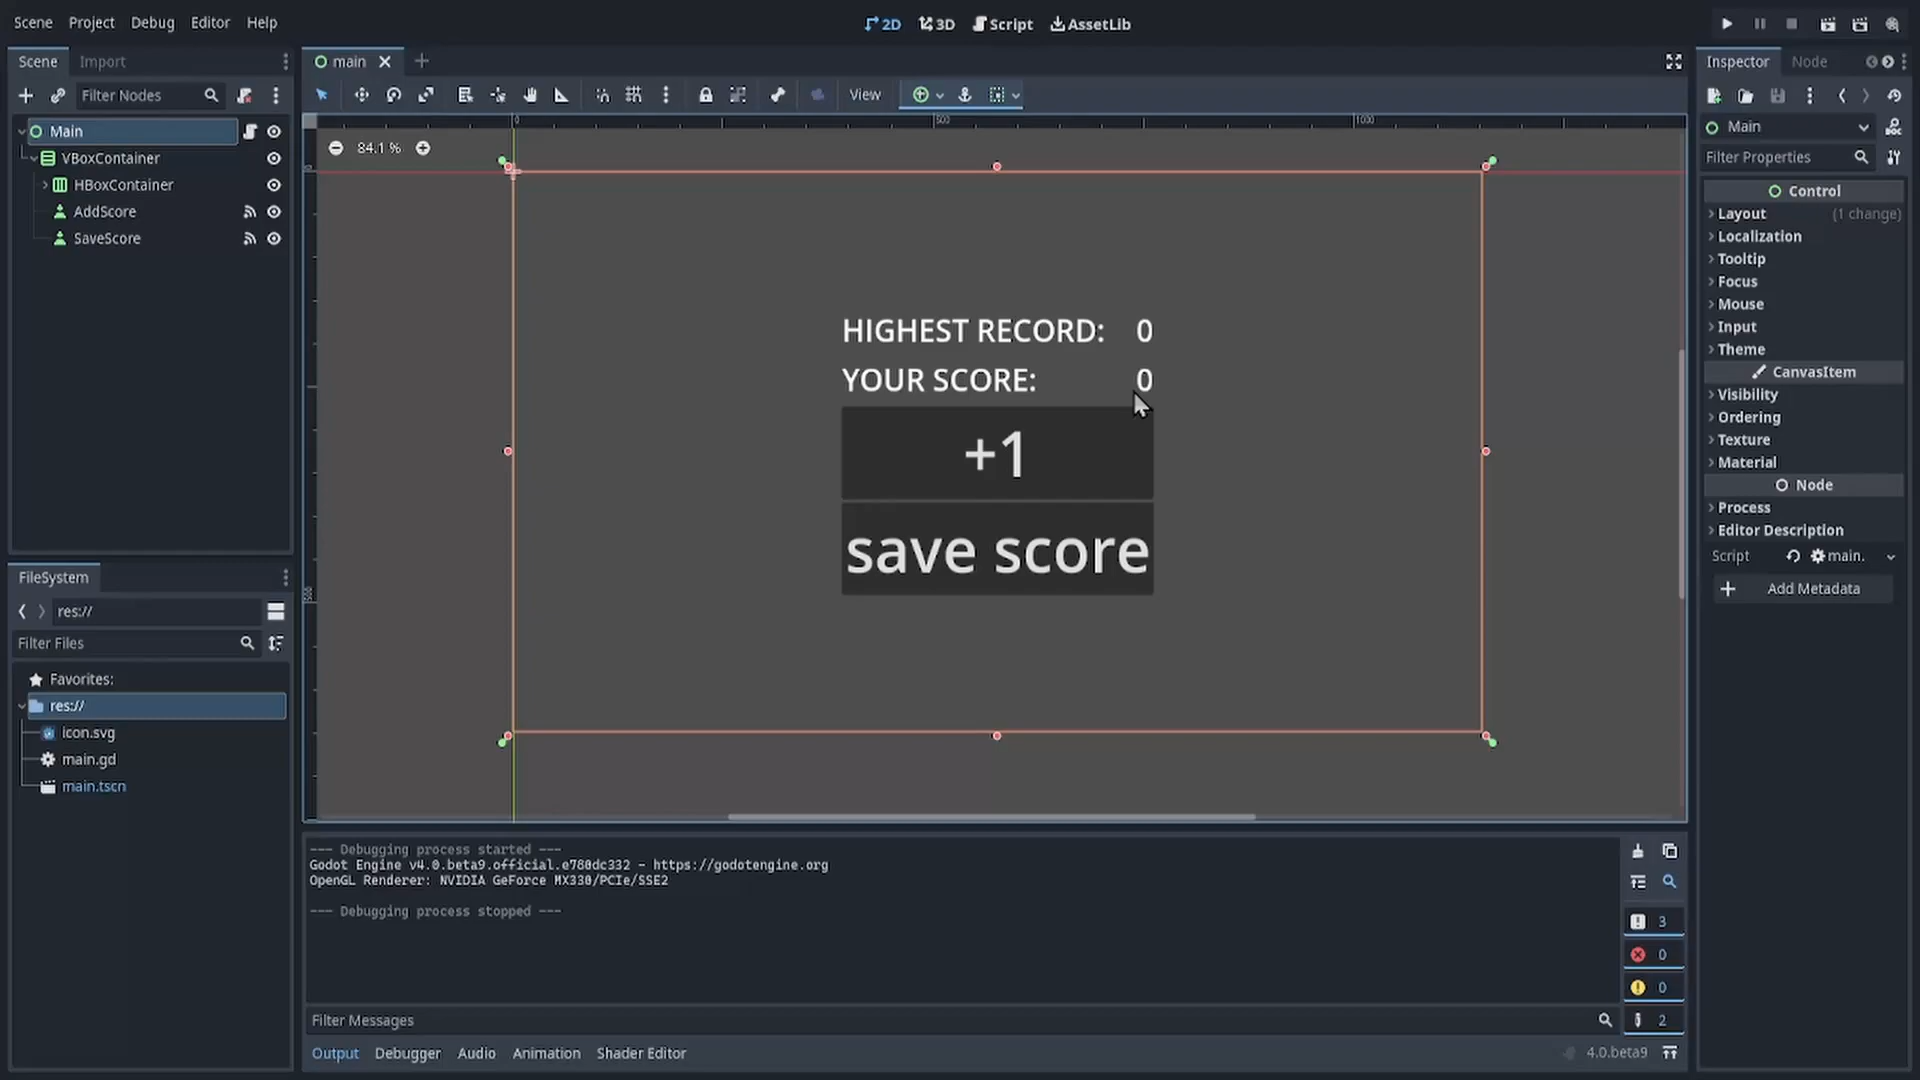 Scene Project Debug Editor Help
2D 3D Script AssetLib
Scene Import
Filter Nodes
Main
VBoxContainer
HBoxContainer
AddScore
SaveScore
FileSystem
res://
Filter Files
Favorites:
res://
icon.svg
main.gd
main.tscn
main
View
0 500 1000
0
500
84.1 %
HIGHEST RECORD: 0
YOUR SCORE: 0
+1
save score
--- Debugging process started ---
Godot Engine v4.0.beta9.official.e780dc332 - https://godotengine.org
OpenGL Renderer: NVIDIA GeForce MX330/PCIe/SSE2
--- Debugging process stopped ---
3
0
0
2
Filter Messages
Output Debugger Audio Animation Shader Editor
4.0.beta9
Inspector Node
Main
Filter Properties
Control
Layout (1 change)
Localization
Tooltip
Focus
Mouse
Input
Theme
CanvasItem
Visibility
Ordering
Texture
Material
Node
Process
Editor Description
Script main.
Add Metadata